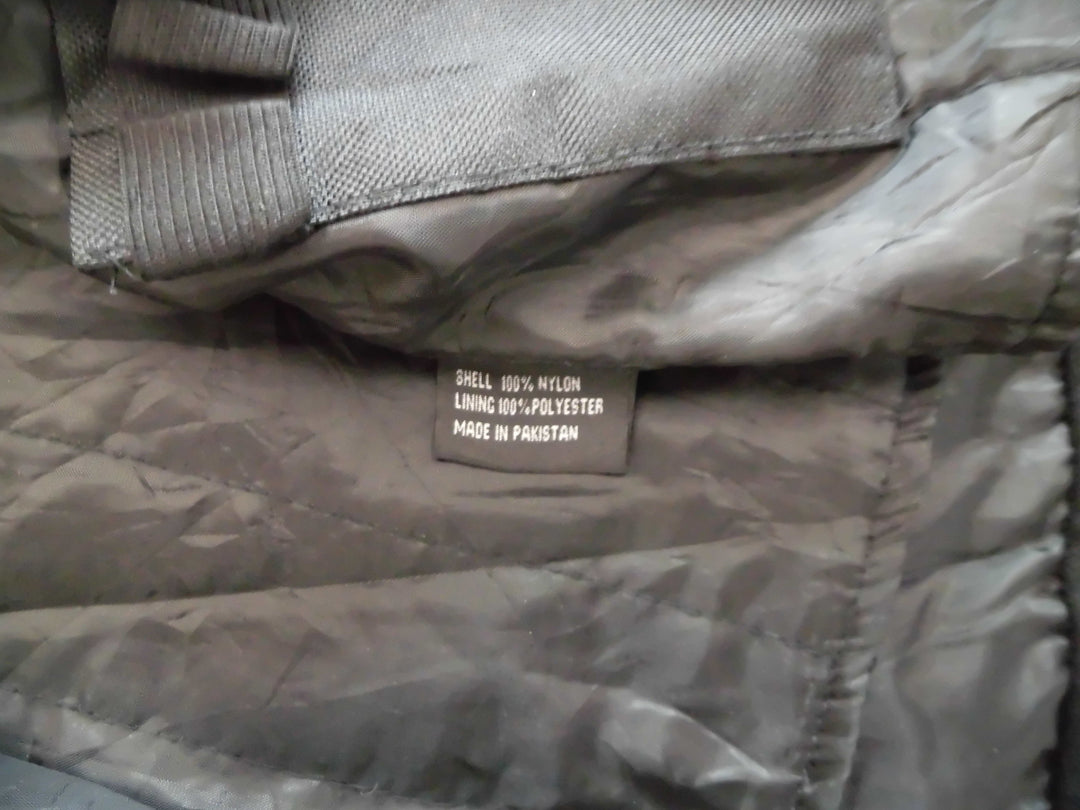 SHELL 100% NYLON
LINING 100% POLYESTER
MADE IN PAKISTAN